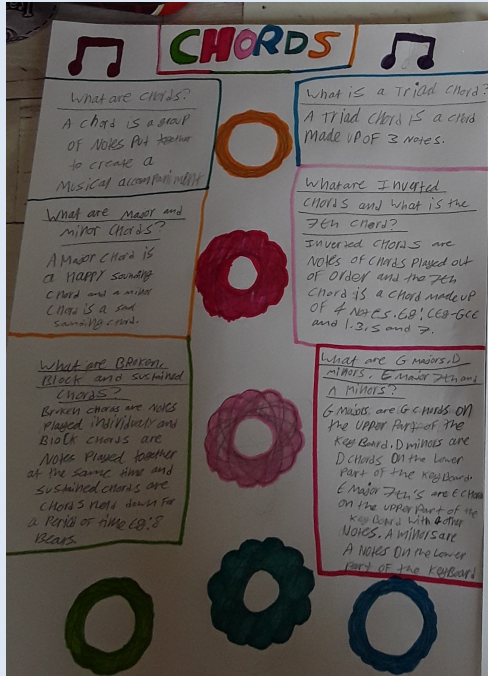 CHORDS
What are Chords?
A Chord is a group
OF Notes Put together
to create a
Musical accompaniment
What are Major and
minor Chords?
A Major Chord is
a Happy sounding
Chord and a minor
Chord is a sad
sounding Chord.
What are Broken,
Block and sustained
Chords?
Broken chords are Notes
Played individually and
Block Chords are
Notes Played together
at the same time and
sustained chords are
Chords Held down For
a Period of time EG: 8
Beats.
What is a Triad Chord?
A Triad Chord is a Chord
Made up OF 3 Notes.
What are Inverted
Chords and What is the
7th Chord?
Inverted Chords are
Notes of Chords Played out
of Order and the 7th
Chord is a Chord made up
of 4 Notes. EG: CEG-GCE
and 1.3.5 and 7.
What are G majors, D
minors, E major 7th and
A minors?
G Majors are G Chords on
the upper Part of the
Keyboard. D minors are
D Chords On the Lower
Part of the Keyboard.
E Major 7th's are E Chords
on the upper Part of the
Keyboard with 4 other
Notes. A minors are
A Notes On the Lower
Part of the Keyboard